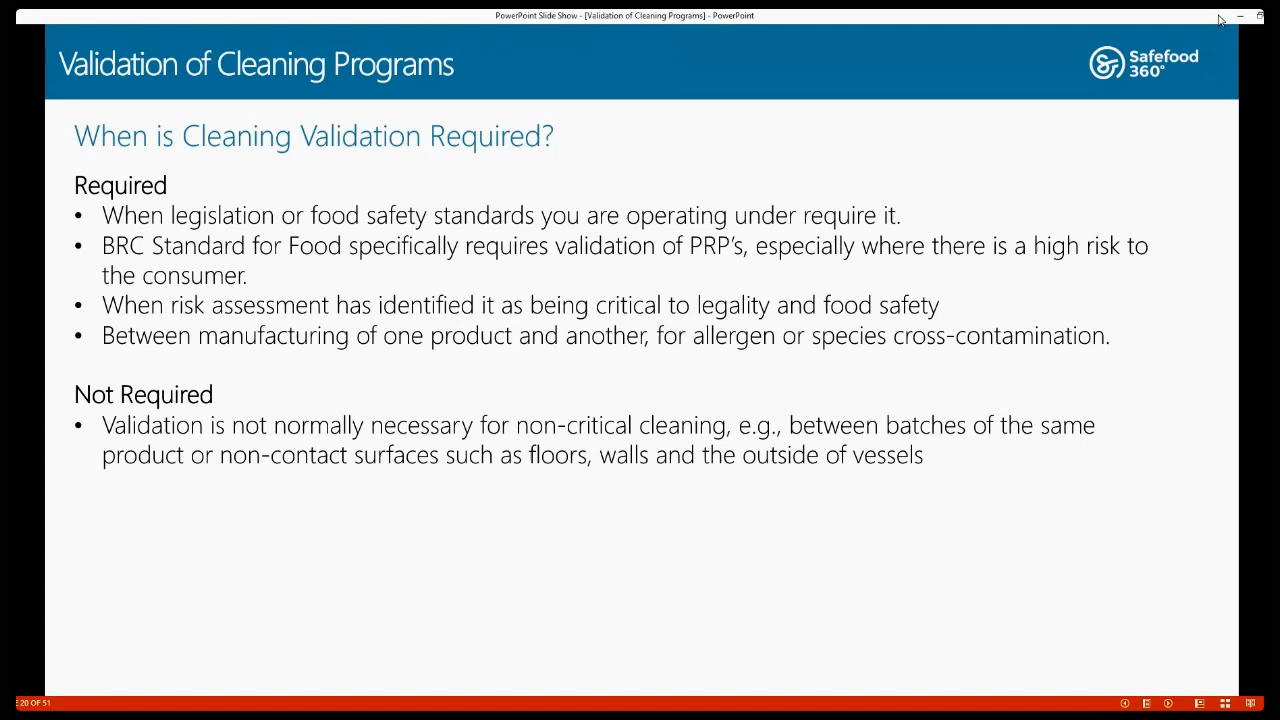 PowerPoint Slide Show - [Validation of Cleaning Programs] - PowerPoint
Validation of Cleaning Programs
Safefood
360°
When is Cleaning Validation Required?
Required
• When legislation or food safety standards you are operating under require it.
• BRC Standard for Food specifically requires validation of PRP's, especially where there is a high risk to
the consumer.
• When risk assessment has identified it as being critical to legality and food safety
• Between manufacturing of one product and another, for allergen or species cross-contamination.
Not Required
• Validation is not normally necessary for non-critical cleaning, e.g., between batches of the same
product or non-contact surfaces such as floors, walls and the outside of vessels
E 20 OF 51